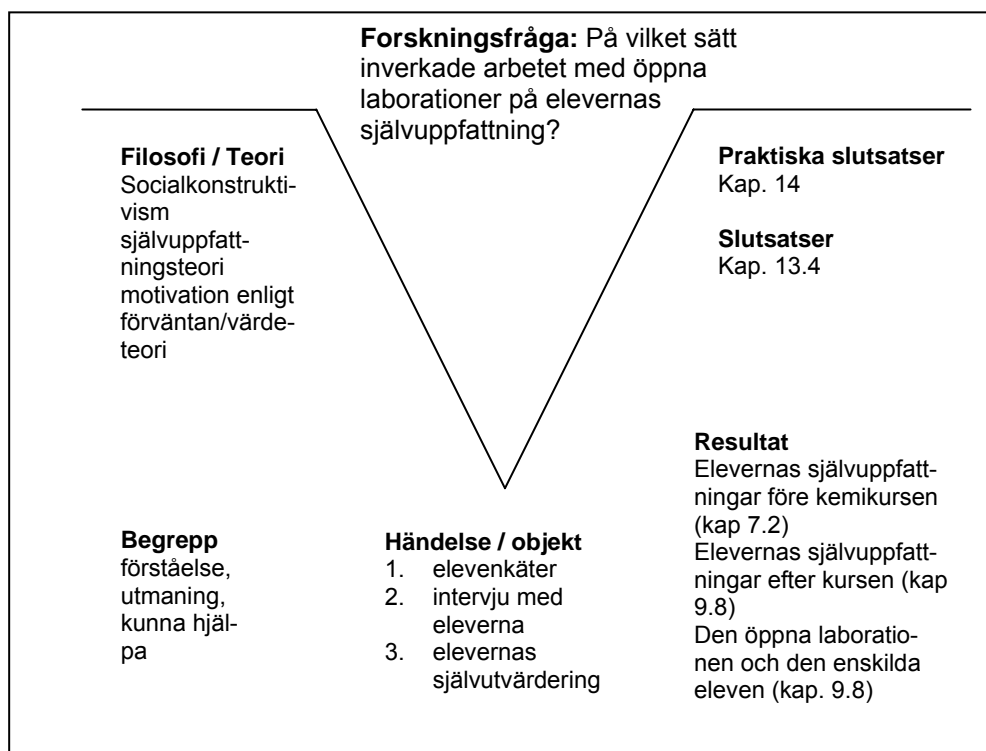 Forskningsfråga: På vilket sätt
inverkade arbetet med öppna
laborationer på elevernas
självuppfattning?
Filosofi / Teori
Socialkonstrukti-
vism
självuppfatt-
ningsteori
motivation enligt
förväntan/värde-
teori
Praktiska slutsatser
Kap. 14
Slutsatser
Kap. 13.4
Begrepp
förståelse,
utmaning,
kunna hjäl-
pa
Händelse / objekt
1. elevenkäter
2. intervju med
eleverna
3. elevernas
självutvärdering
Resultat
Elevernas självuppfatt-
ningar före kemikursen
(kap 7.2)
Elevernas självuppfatt-
ningar efter kursen (kap
9.8)
Den öppna laboratio-
nen och den enskilda
eleven (kap. 9.8)